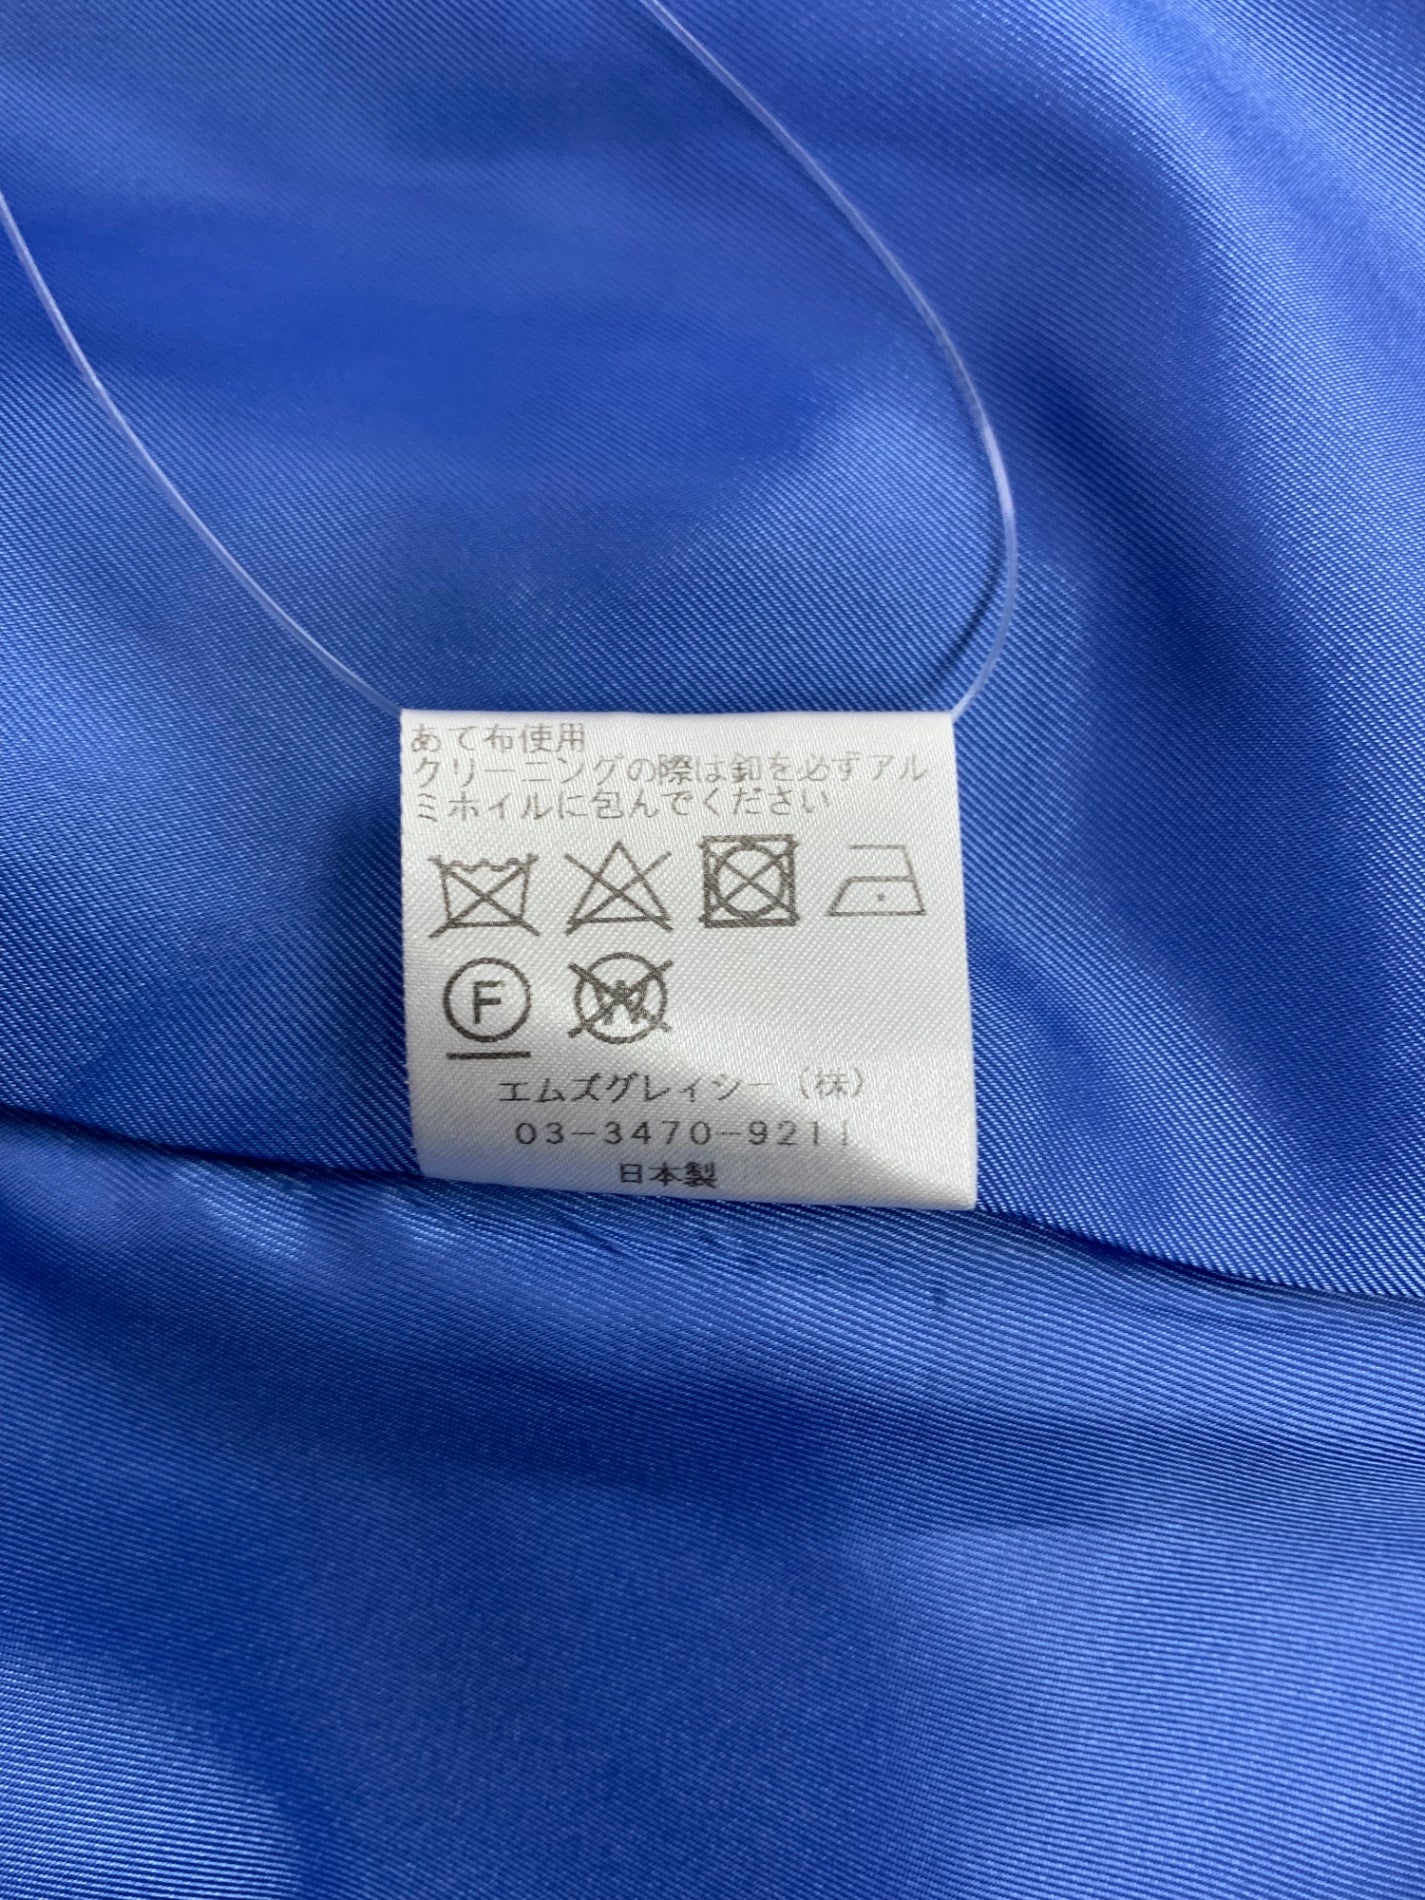 あて布使用
クリーニングの際は釦を必ずアル
ミホイルに包んでください
F W
エムズグレイシー（株）
03-3470-9211
日本製